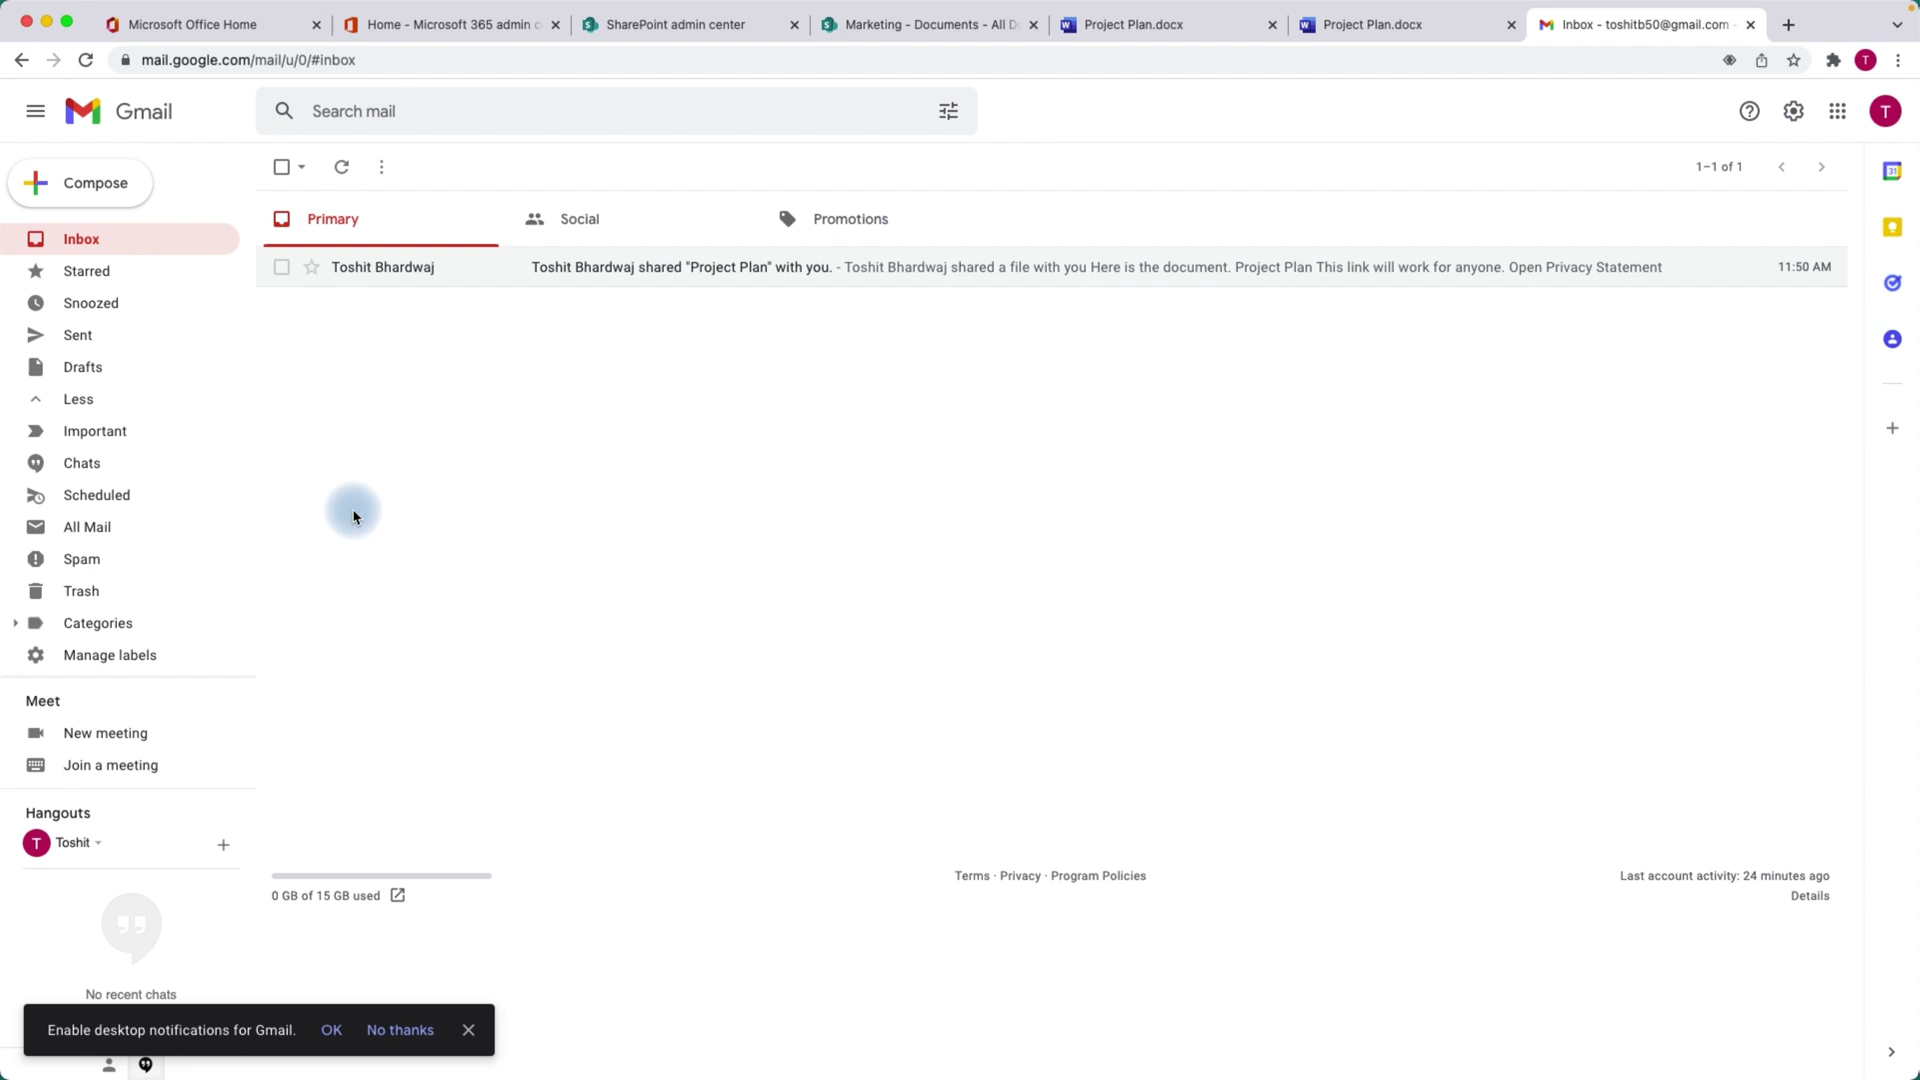 Microsoft Office Home
Home - Microsoft 365 admin c
SharePoint admin center
Marketing - Documents - All D
Project Plan.docx
Project Plan.docx
Inbox - toshitb50@gmail.com -
mail.google.com/mail/u/0/#inbox
T
Gmail
Search mail
T
Compose
1–1 of 1
31
Primary
Social
Promotions
Inbox
Toshit Bhardwaj
Toshit Bhardwaj shared "Project Plan" with you. - Toshit Bhardwaj shared a file with you Here is the document. Project Plan This link will work for anyone. Open Privacy Statement
11:50 AM
Starred
Snoozed
Sent
Drafts
Less
Important
Chats
Scheduled
All Mail
Spam
Trash
Categories
Manage labels
Meet
New meeting
Join a meeting
Hangouts
T
Toshit
No recent chats
0 GB of 15 GB used
Terms · Privacy · Program Policies
Last account activity: 24 minutes ago
Details
Enable desktop notifications for Gmail.
OK
No thanks